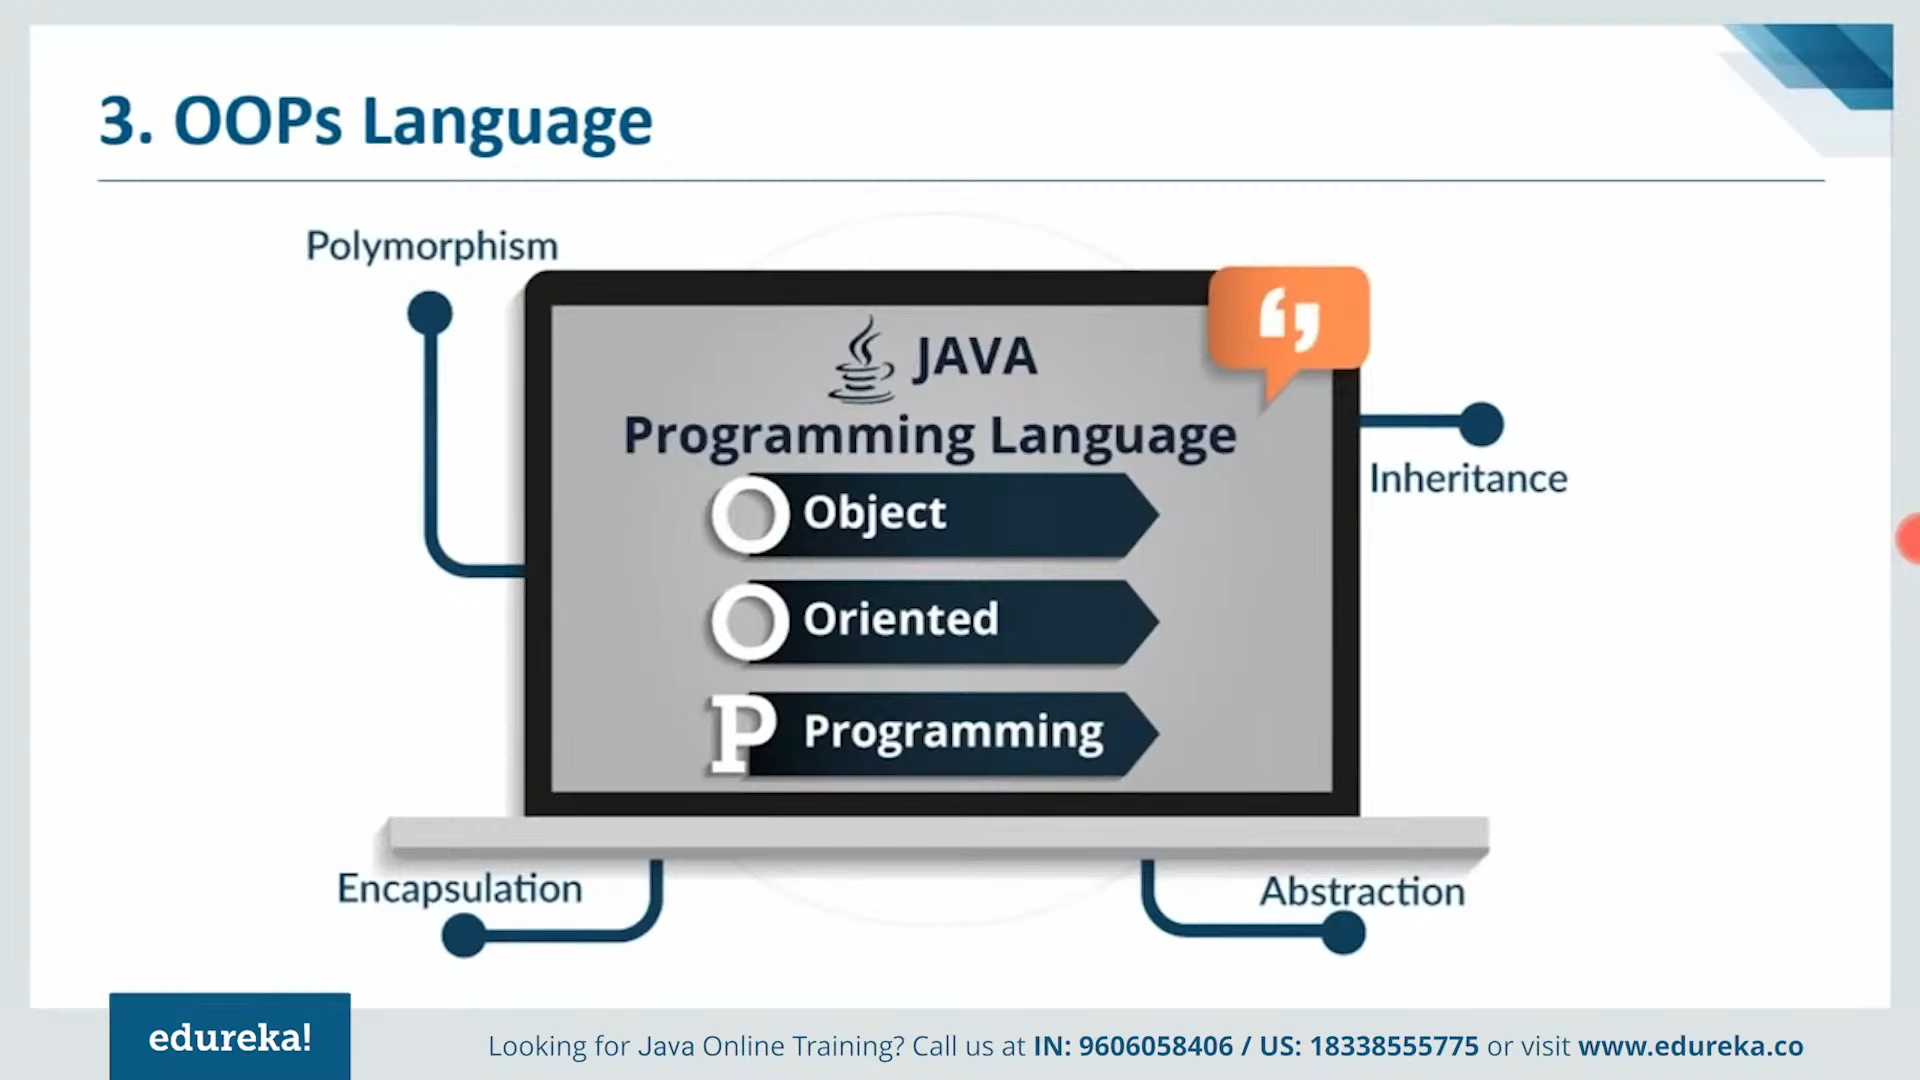 3. OOPs Language
Polymorphism
JAVA
Programming Language
Inheritance
O Object
O Oriented
P Programming
Encapsulation
Abstraction
edureka!
Looking for Java Online Training? Call us at IN: 9606058406 / US: 18338555775 or visit www.edureka.co